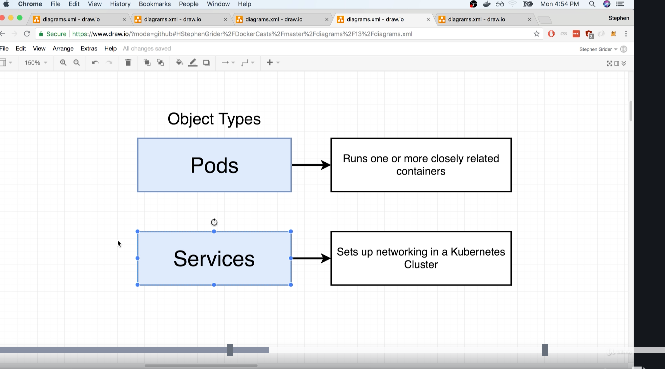 Chrome File Edit View History Bookmarks People Window Help Mon 4:54 PM
diagrams.xml - draw.io diagrams.xml - draw.io diagrams.xml - draw.io diagrams.xml - draw.io diagrams.xml - draw.io Stephen
Secure https://www.draw.io/?mode=github#HStephenGrider%2FDockerCasts%2Fmaster%2Fdiagrams%2F13%2Fdiagrams.xml
File Edit View Arrange Extras Help All changes saved Stephen Grider
150%
Object Types
Pods
Runs one or more closely related
containers
Services
Sets up networking in a Kubernetes
Cluster